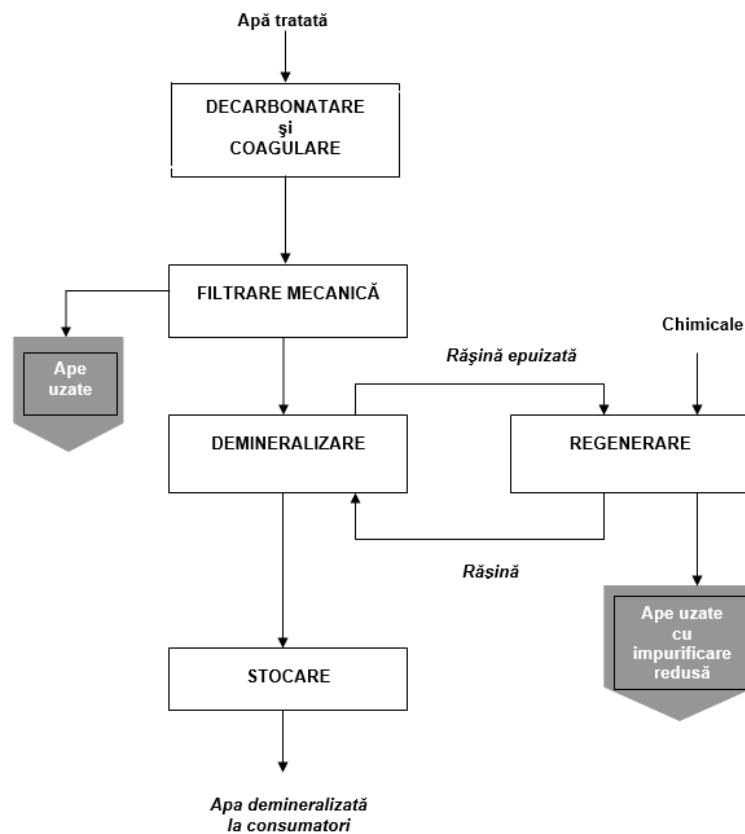 Apă tratată
DECARBONATARE
şi
COAGULARE
FILTRARE MECANICĂ
Chimicale
Ape
uzate
Răşină epuizată
DEMINERALIZARE
REGENERARE
Răşină
Ape uzate
cu
impurificare
redusă
STOCARE
Apa demineralizată
la consumatori